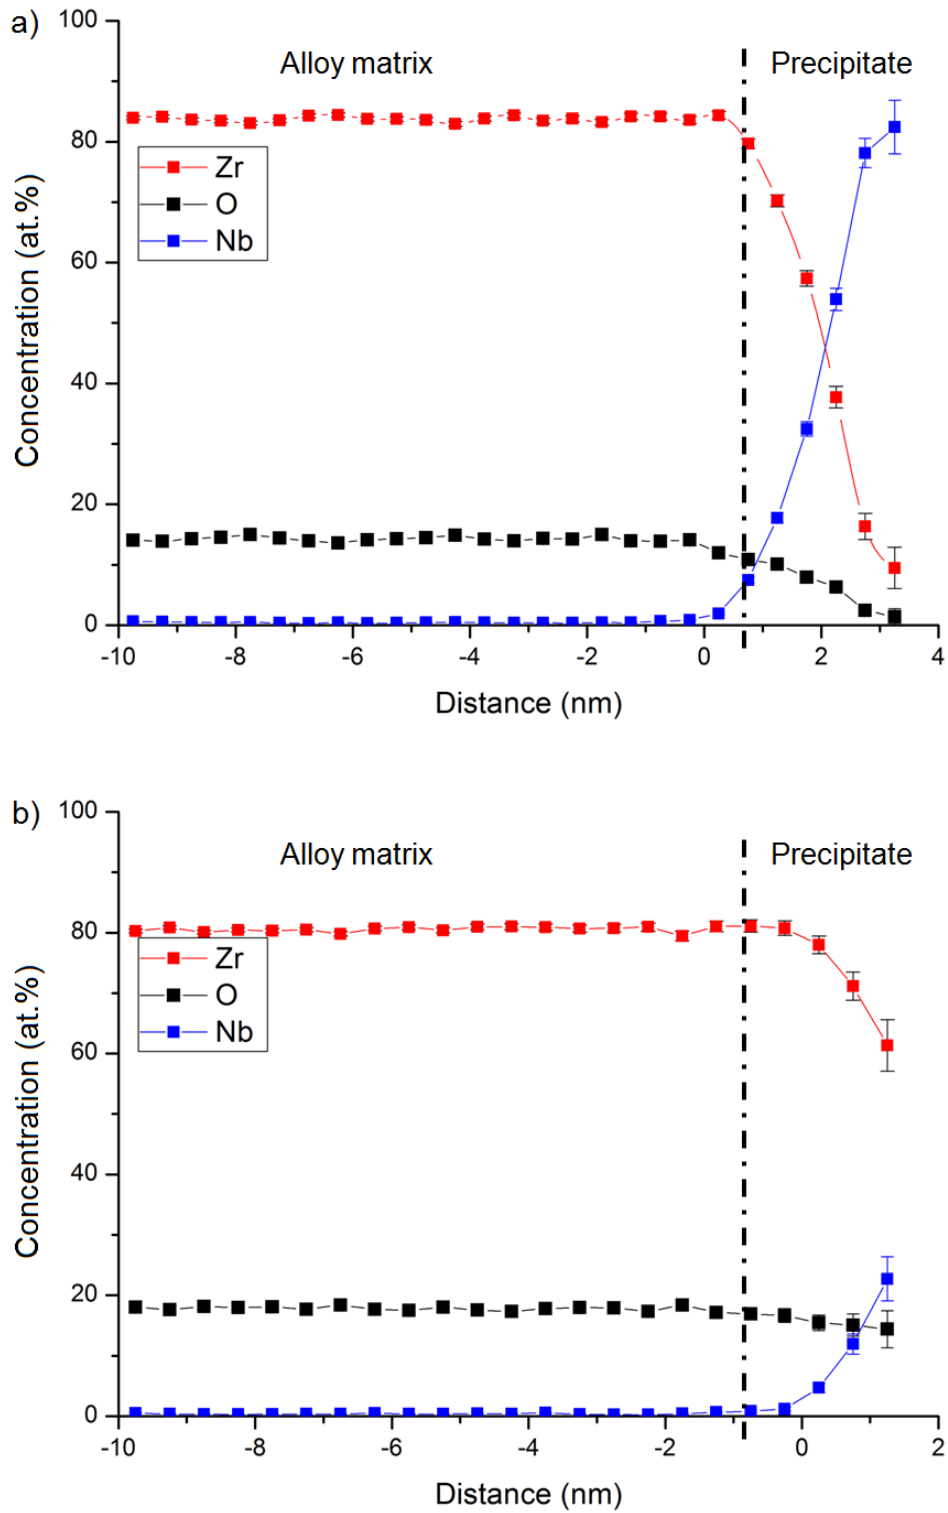 a)
100
80
60
40
20
0
Concentration (at.%)
Alloy matrix
Precipitate
Zr
O
Nb
-10 -8 -6 -4 -2 0 2 4
Distance (nm)
b)
100
80
60
40
20
0
Concentration (at.%)
Alloy matrix
Precipitate
Zr
O
Nb
-10 -8 -6 -4 -2 0 2
Distance (nm)